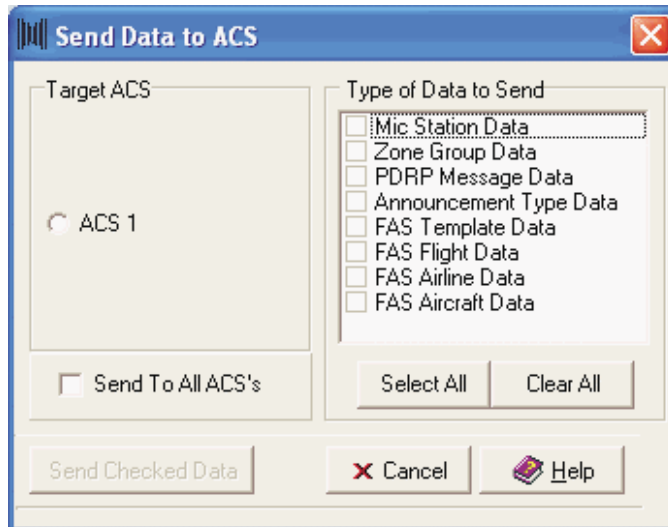 Send Data to ACS
Target ACS
ACS 1
Send To All ACS's
Type of Data to Send
Mic Station Data
Zone Group Data
PDRP Message Data
Announcement Type Data
FAS Template Data
FAS Flight Data
FAS Airline Data
FAS Aircraft Data
Select All
Clear All
Send Checked Data
Cancel
Help